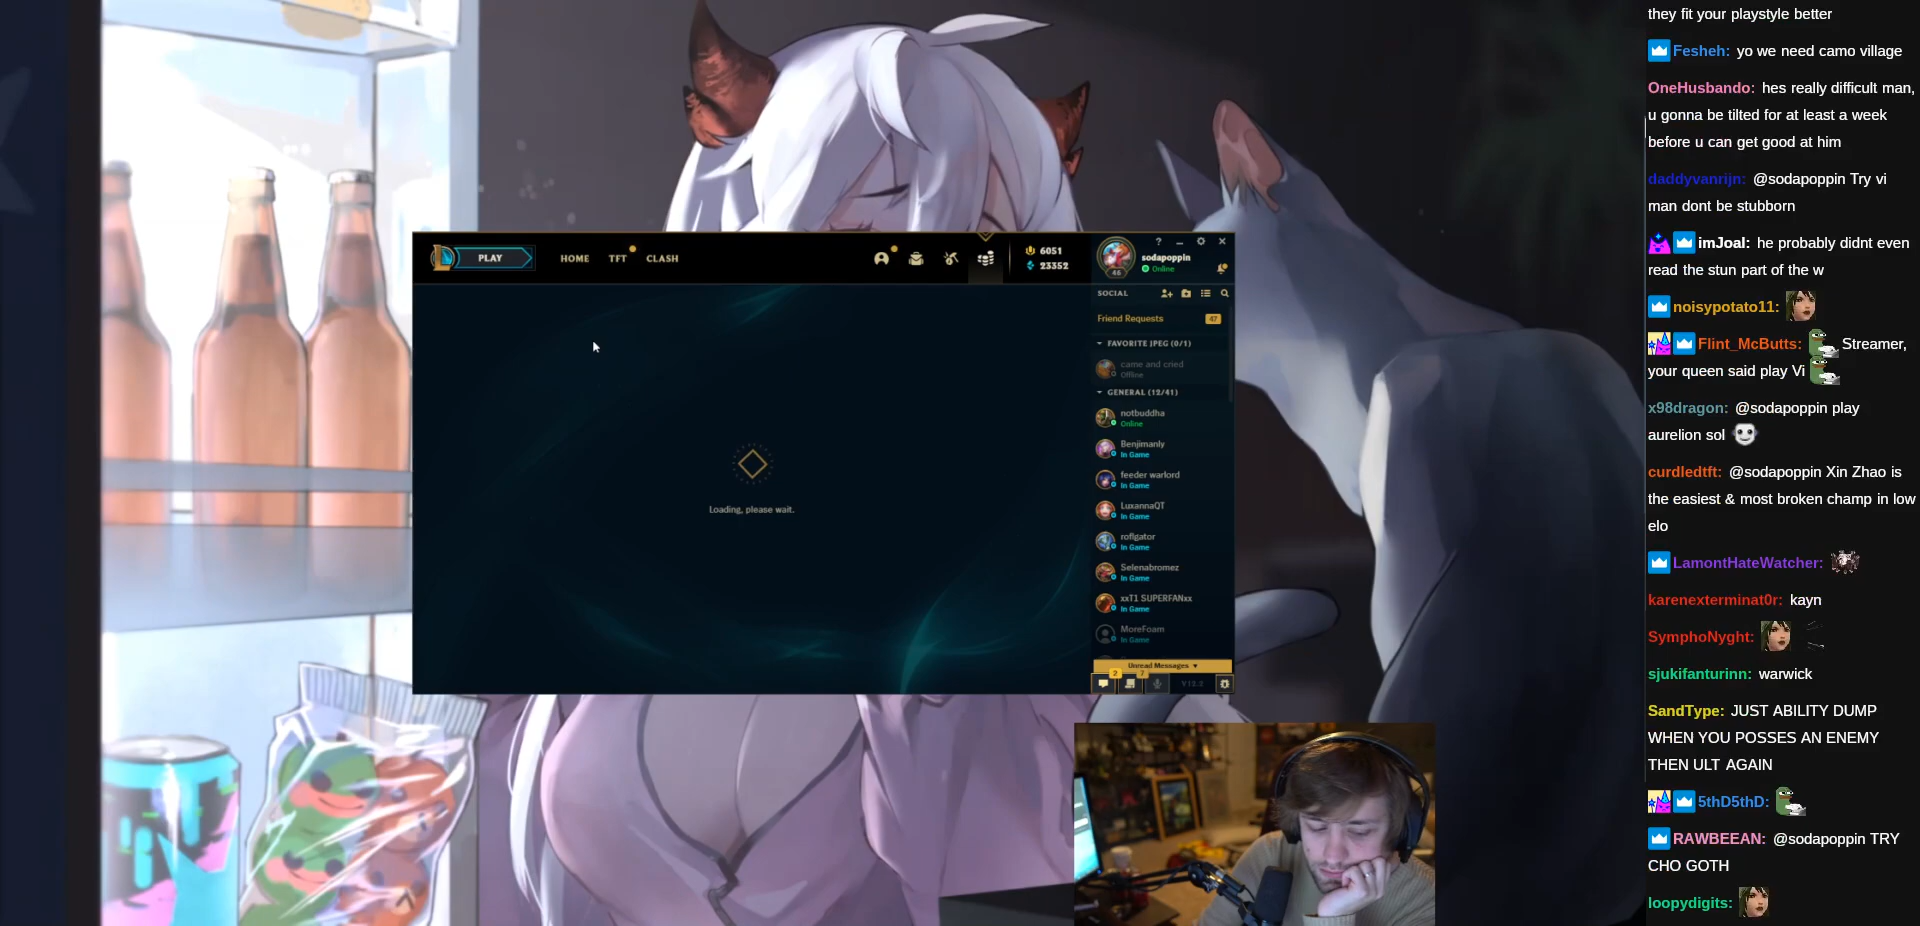 PLAY
HOME
TFT
CLASH
6051
23352
?
46
sodapoppin
Online
SOCIAL
Friend Requests
47
FAVORITE JPEG (0/1)
came and cried
Offline
GENERAL (12/41)
notbuddha
Online
Benjimanly
In Game
feeder warlord
In Game
LuxannaQT
In Game
roflgator
In Game
Selenabromez
In Game
xxT1 SUPERFANxx
In Game
MoreFoam
In Game
Unread Messages
2
7
V13.2
Loading, please wait.
they fit your playstyle better
Fesheh: yo we need camo village
OneHusbando: hes really difficult man,
u gonna be tilted for at least a week
before u can get good at him
daddyvanrijn: @sodapoppin Try vi
man dont be stubborn
imJoal: he probably didnt even
read the stun part of the w
noisypotato11:
Flint_McButts: Streamer,
your queen said play Vi
x98dragon: @sodapoppin play
aurelion sol
curdledtft: @sodapoppin Xin Zhao is
the easiest & most broken champ in low
elo
LamontHateWatcher:
karenexterminat0r: kayn
SymphoNyght:
sjukifanturinn: warwick
SandType: JUST ABILITY DUMP
WHEN YOU POSSES AN ENEMY
THEN ULT AGAIN
5thD5thD:
RAWBEEAN: @sodapoppin TRY
CHO GOTH
loopydigits: